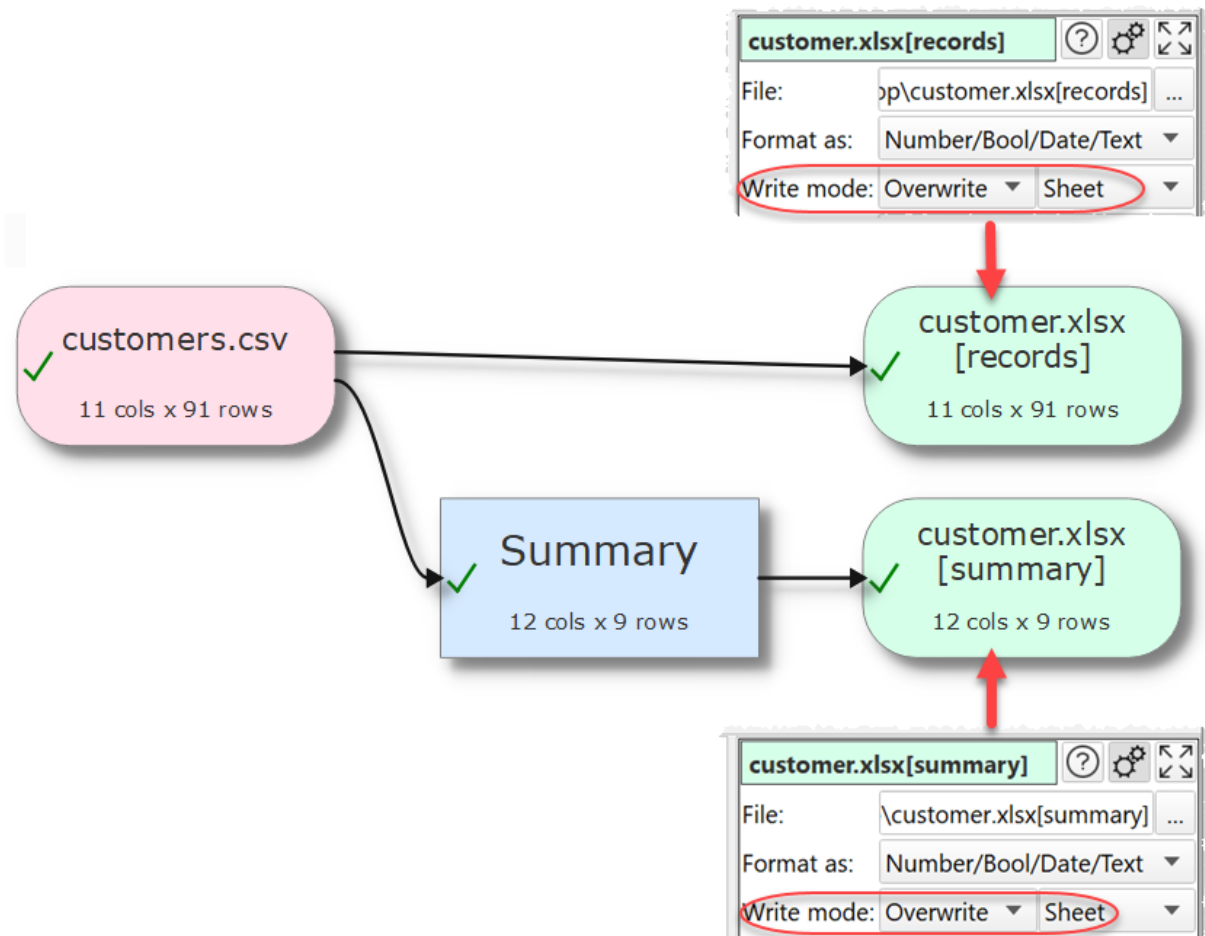 customer.xlsx[records]
File: op\customer.xlsx[records] ...
Format as: Number/Bool/Date/Text
Write mode: Overwrite Sheet
customers.csv
11 cols x 91 rows
customer.xlsx
[records]
11 cols x 91 rows
Summary
12 cols x 9 rows
customer.xlsx
[summary]
12 cols x 9 rows
customer.xlsx[summary]
File: \customer.xlsx[summary] ...
Format as: Number/Bool/Date/Text
Write mode: Overwrite Sheet